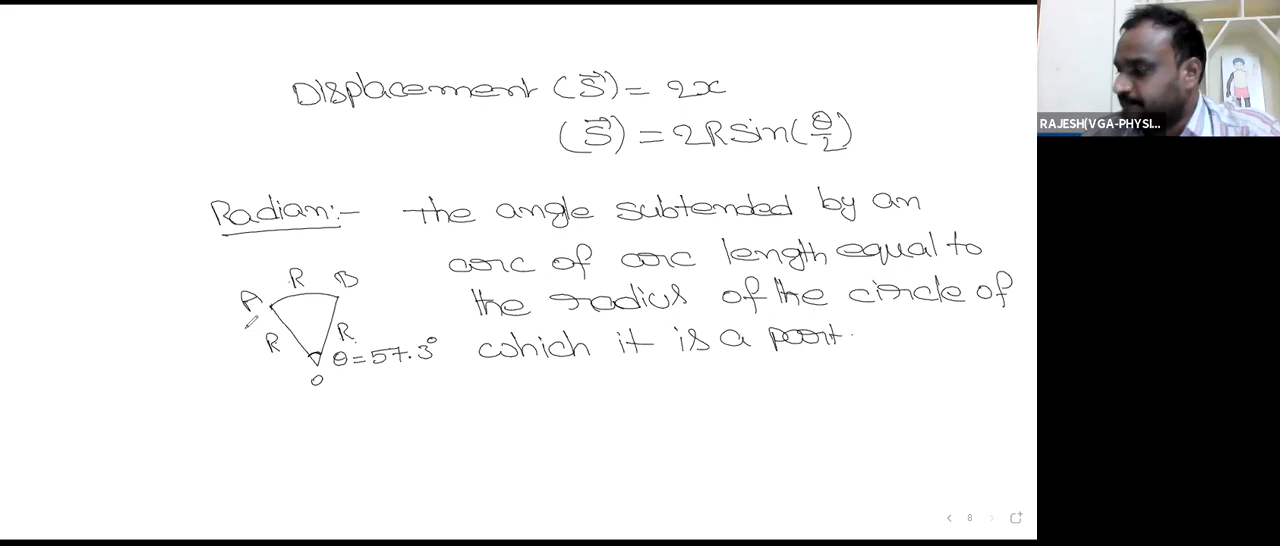 Displacement (S⃗) = 2x
(S⃗) = 2R Sin(θ/2)
Radian:- The angle subtended by an
arc of arc length equal to
the radius of the circle of
which it is a part.
R B
A
R R
θ = 57.3°
O
RAJESH(VGA-PHYSI...
8